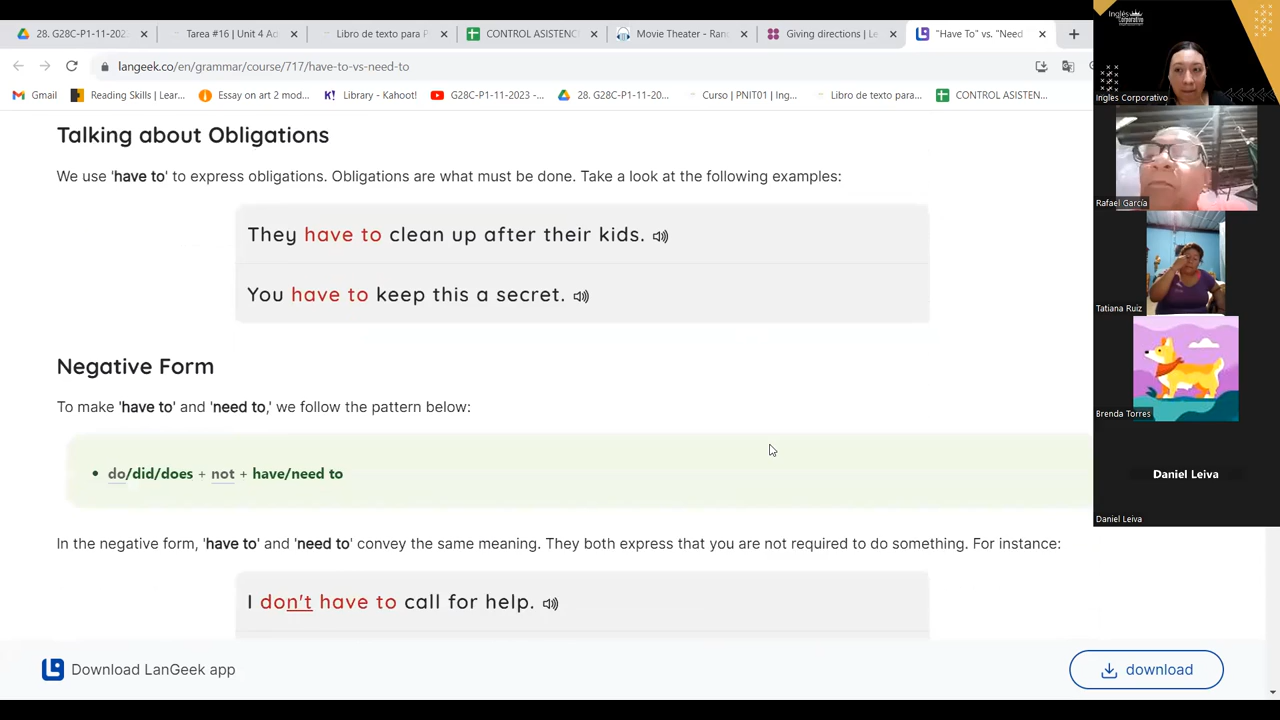 28. G28C-P1-11-202
Tarea #16 | Unit 4 Ad
Libro de texto para P
CONTROL ASISTENC
Movie Theater - Ran
Giving directions | Le
"Have To" vs. "Need
langeek.co/en/grammar/course/717/have-to-vs-need-to
Gmail
Reading Skills | Lear...
Essay on art 2 mod...
Library - Kano...
G28C-P1-11-2023 -...
28. G28C-P1-11-20...
Curso | PNIT01 | Ing...
Libro de texto para...
CONTROL ASISTEN...
Talking about Obligations
We use 'have to' to express obligations. Obligations are what must be done. Take a look at the following examples:
They have to clean up after their kids.
You have to keep this a secret.
Negative Form
To make 'have to' and 'need to,' we follow the pattern below:
• do/did/does + not + have/need to
In the negative form, 'have to' and 'need to' convey the same meaning. They both express that you are not required to do something. For instance:
I don't have to call for help.
Download LanGeek app
download
Inglés
Corporativo
Ingles Corporativo
Rafael García
Tatiana Ruiz
Brenda Torres
Daniel Leiva
Daniel Leiva